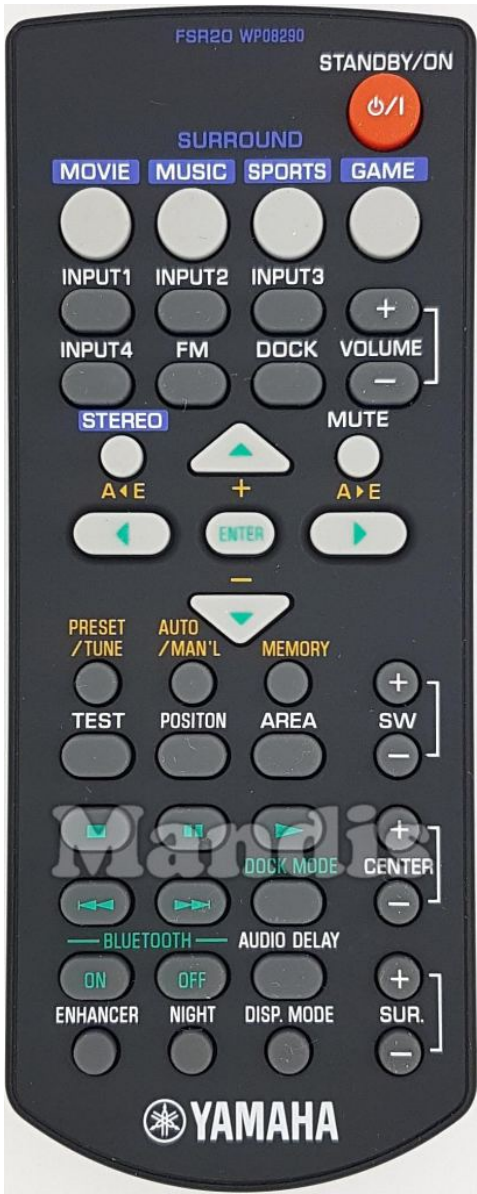 FSR20 WP08290
STANDBY/ON
⏻/I
SURROUND
MOVIE MUSIC SPORTS GAME
INPUT1 INPUT2 INPUT3
+
INPUT4 FM DOCK VOLUME
−
STEREO MUTE
A◄E + A►E
ENTER
−
PRESET AUTO
/TUNE /MAN'L MEMORY
+
TEST POSITON AREA SW
−
Mandis
+
DOCK MODE CENTER
−
BLUETOOTH AUDIO DELAY
ON OFF +
ENHANCER NIGHT DISP. MODE SUR.
−
YAMAHA